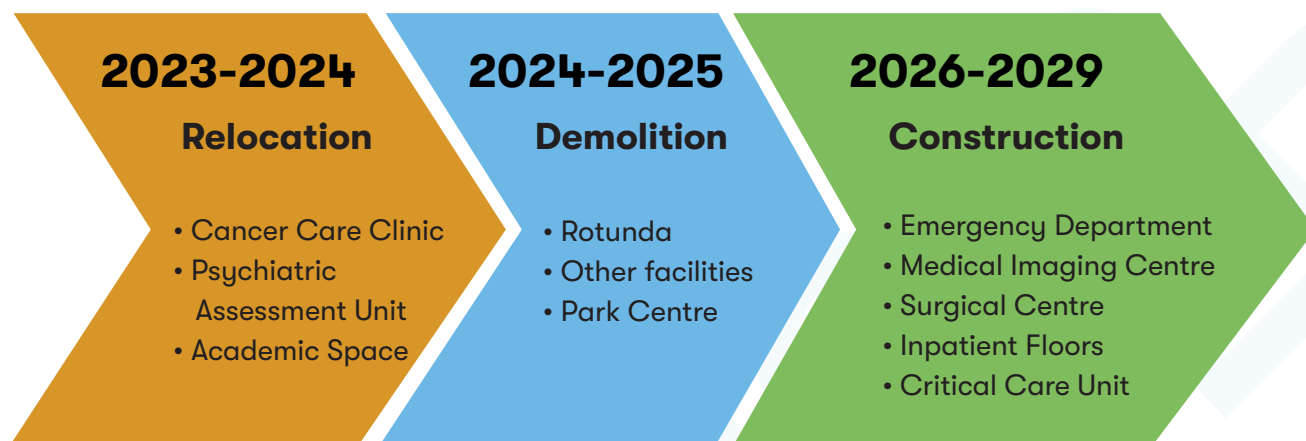 2023-2024
Relocation
• Cancer Care Clinic
• Psychiatric
Assessment Unit
• Academic Space
2024-2025
Demolition
• Rotunda
• Other facilities
• Park Centre
2026-2029
Construction
• Emergency Department
• Medical Imaging Centre
• Surgical Centre
• Inpatient Floors
• Critical Care Unit